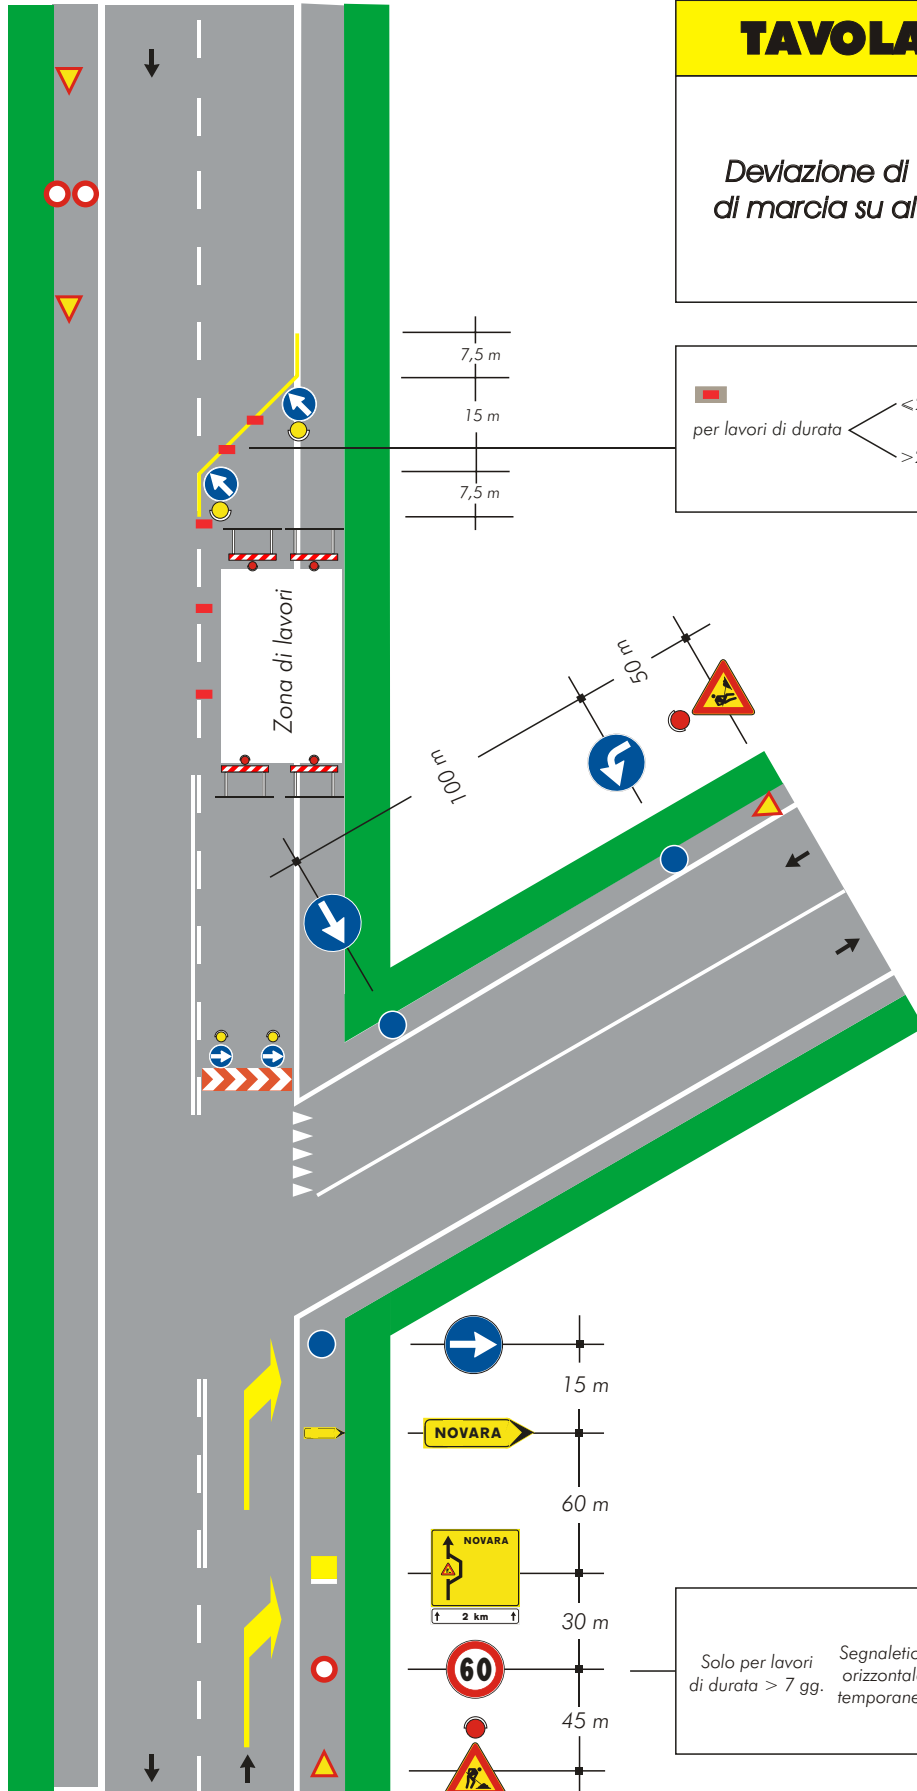 TAVOLA
Deviazione di
di marcia su al
7,5 m
15 m
7,5 m
per lavori di durata
Zona di lavori
50 m
100 m
15 m
NOVARA
60 m
NOVARA
2 km
30 m
60
45 m
Solo per lavori
di durata > 7 gg.
Segnaletic
orizzontal
temporane